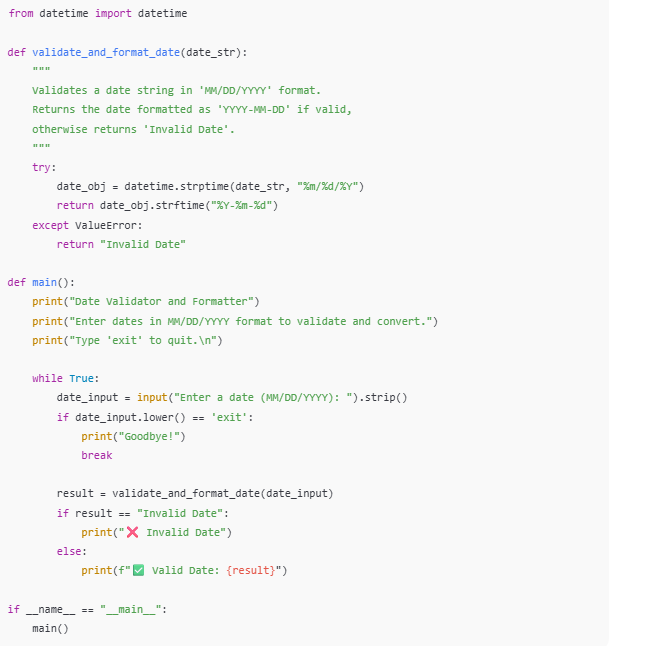 from datetime import datetime

def validate_and_format_date(date_str):
    """
    Validates a date string in 'MM/DD/YYYY' format.
    Returns the date formatted as 'YYYY-MM-DD' if valid,
    otherwise returns 'Invalid Date'.
    """
    try:
        date_obj = datetime.strptime(date_str, "%m/%d/%Y")
        return date_obj.strftime("%Y-%m-%d")
    except ValueError:
        return "Invalid Date"

def main():
    print("Date Validator and Formatter")
    print("Enter dates in MM/DD/YYYY format to validate and convert.")
    print("Type 'exit' to quit.\n")

    while True:
        date_input = input("Enter a date (MM/DD/YYYY): ").strip()
        if date_input.lower() == 'exit':
            print("Goodbye!")
            break

        result = validate_and_format_date(date_input)
        if result == "Invalid Date":
            print("❌ Invalid Date")
        else:
            print(f"✅ Valid Date: {result}")

if __name__ == "__main__":
    main()